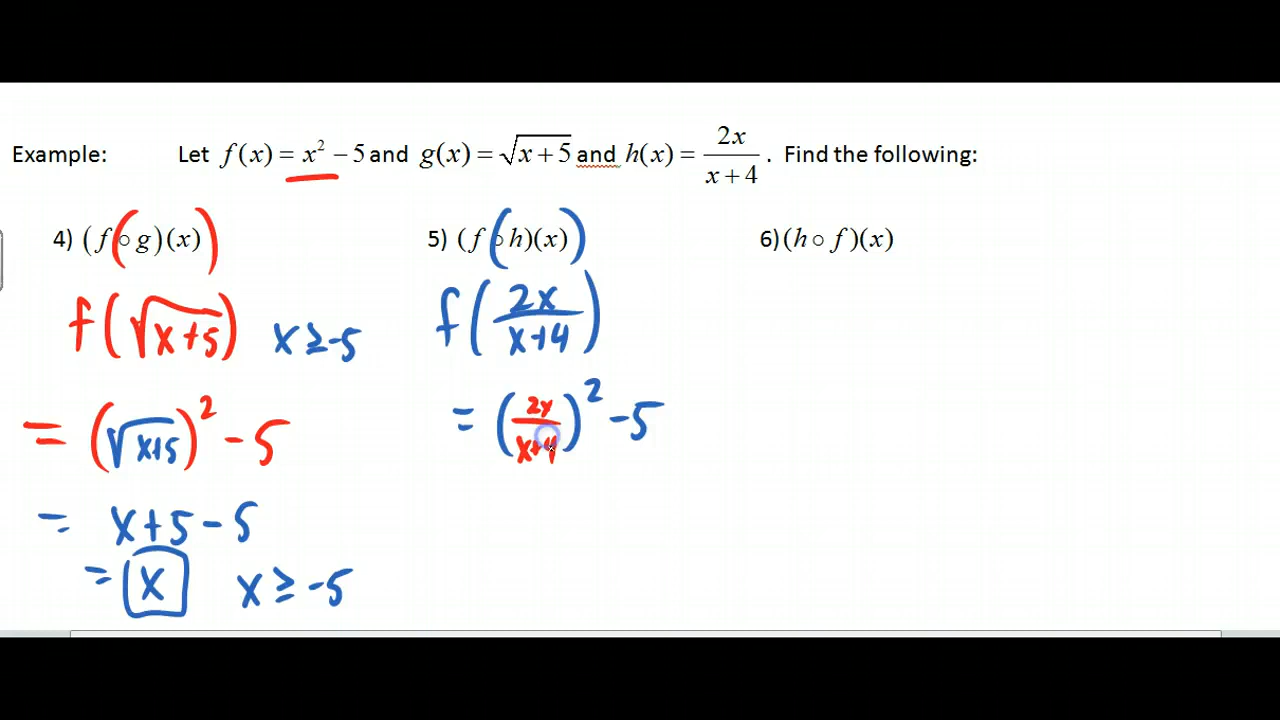 Example: Let f(x) = x² − 5 and g(x) = √(x + 5) and h(x) = 2x/(x + 4) . Find the following:
4) (f ∘ g)(x)
f(√(x+5)) x ≥ -5
= (√(x+5))² - 5
= x+5-5
= x x ≥ -5
5) (f ∘ h)(x)
f(2x/(x+4))
= (2x/(x+4))² - 5
6) (h ∘ f)(x)